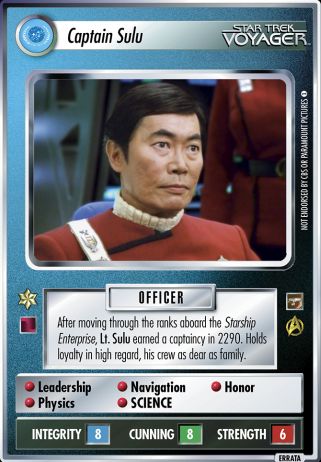 Captain Sulu
STAR TREK
VOYAGER™
NOT ENDORSED BY CBS OR PARAMOUNT PICTURES
OFFICER
After moving through the ranks aboard the Starship
Enterprise, Lt. Sulu earned a captaincy in 2290. Holds
loyalty in high regard, his crew as dear as family.
Leadership
Navigation
Honor
Physics
SCIENCE
INTEGRITY 8 CUNNING 8 STRENGTH 6
ERRATA